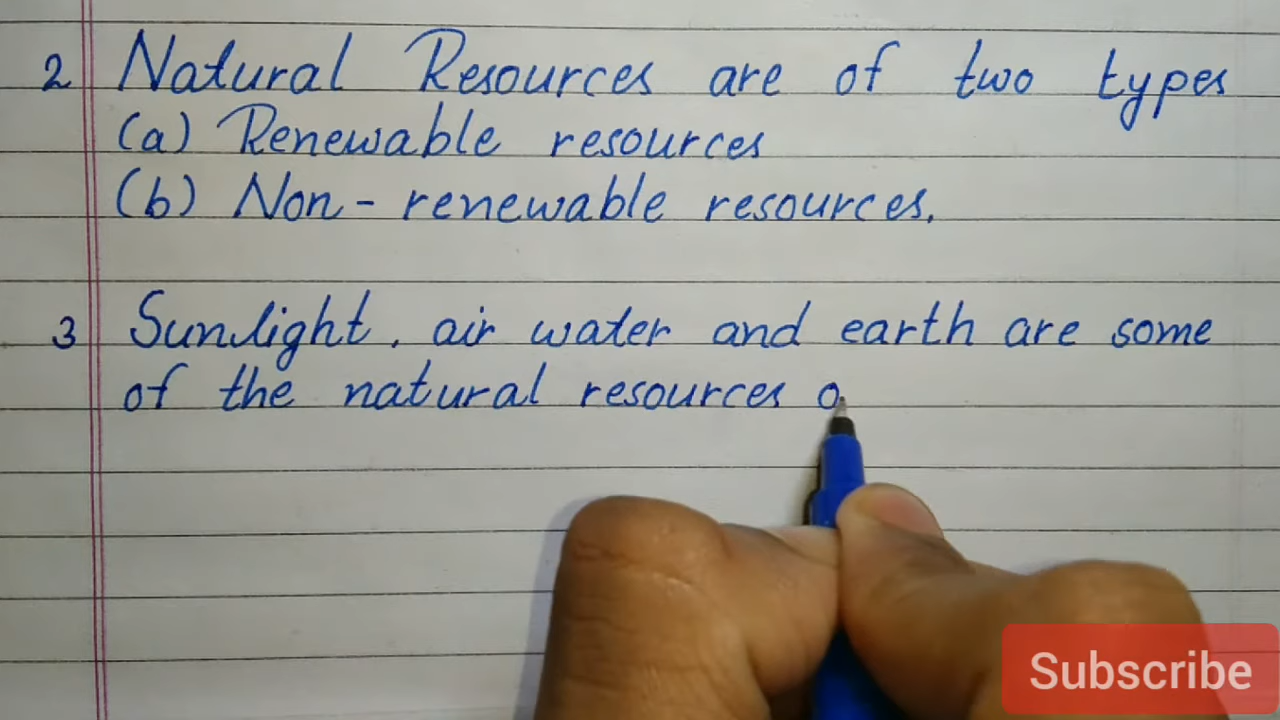 2 Natural Resources are of two types
(a) Renewable resources
(b) Non-renewable resources.
3 Sunlight, air water and earth are some
of the natural resources o
Subscribe